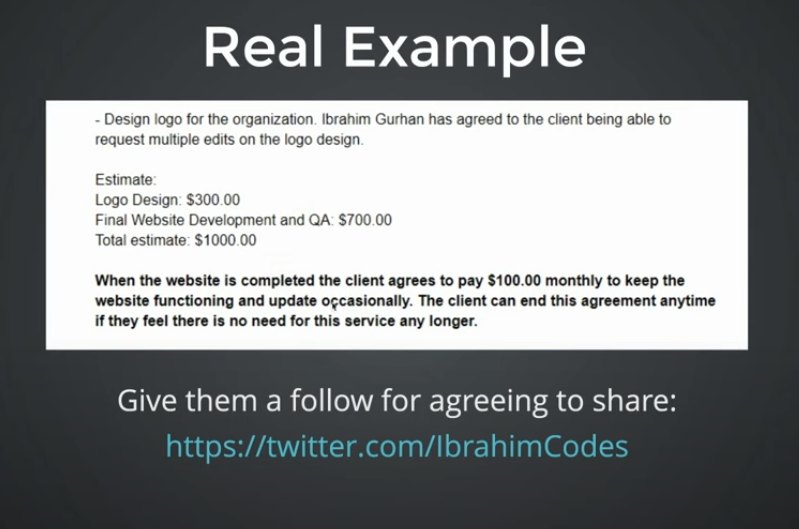 Real Example
- Design logo for the organization. Ibrahim Gurhan has agreed to the client being able to
request multiple edits on the logo design.
Estimate:
Logo Design: $300.00
Final Website Development and QA: $700.00
Total estimate: $1000.00
When the website is completed the client agrees to pay $100.00 monthly to keep the
website functioning and update occasionally. The client can end this agreement anytime
if they feel there is no need for this service any longer.
Give them a follow for agreeing to share:
https://twitter.com/IbrahimCodes